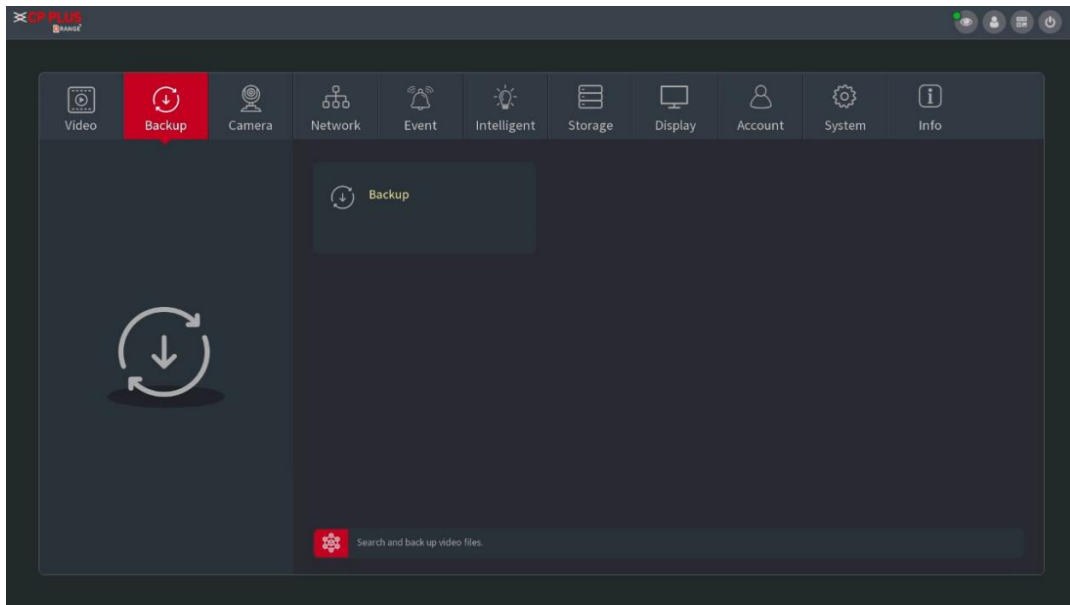 CP PLUS
ORANGE
Video
Backup
Camera
Network
Event
Intelligent
Storage
Display
Account
System
Info
Backup
Search and back up video files.